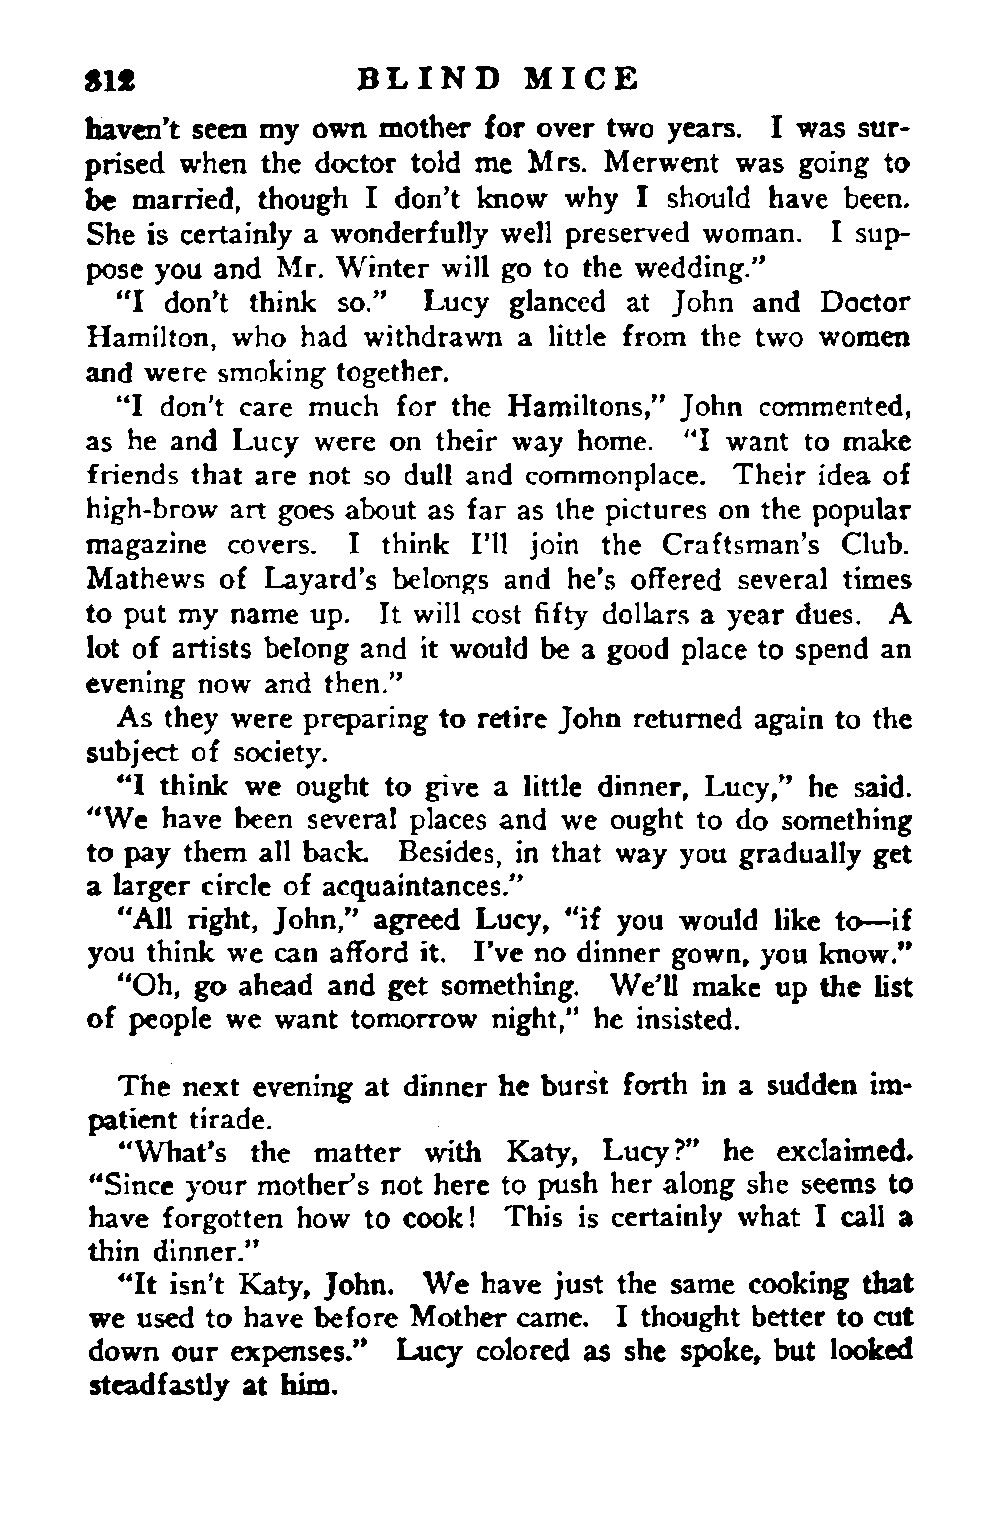 312 BLIND MICE
haven't seen my own mother for over two years. I was sur-
prised when the doctor told me Mrs. Merwent was going to
be married, though I don't know why I should have been.
She is certainly a wonderfully well preserved woman. I sup-
pose you and Mr. Winter will go to the wedding."
"I don't think so." Lucy glanced at John and Doctor
Hamilton, who had withdrawn a little from the two women
and were smoking together.
"I don't care much for the Hamiltons," John commented,
as he and Lucy were on their way home. "I want to make
friends that are not so dull and commonplace. Their idea of
high-brow art goes about as far as the pictures on the popular
magazine covers. I think I'll join the Craftsman's Club.
Mathews of Layard's belongs and he's offered several times
to put my name up. It will cost fifty dollars a year dues. A
lot of artists belong and it would be a good place to spend an
evening now and then."
As they were preparing to retire John returned again to the
subject of society.
"I think we ought to give a little dinner, Lucy," he said.
"We have been several places and we ought to do something
to pay them all back. Besides, in that way you gradually get
a larger circle of acquaintances."
"All right, John," agreed Lucy, "if you would like to—if
you think we can afford it. I've no dinner gown, you know."
"Oh, go ahead and get something. We'll make up the list
of people we want tomorrow night," he insisted.
The next evening at dinner he burst forth in a sudden im-
patient tirade.
"What's the matter with Katy, Lucy?" he exclaimed.
"Since your mother's not here to push her along she seems to
have forgotten how to cook! This is certainly what I call a
thin dinner."
"It isn't Katy, John. We have just the same cooking that
we used to have before Mother came. I thought better to cut
down our expenses." Lucy colored as she spoke, but looked
steadfastly at him.